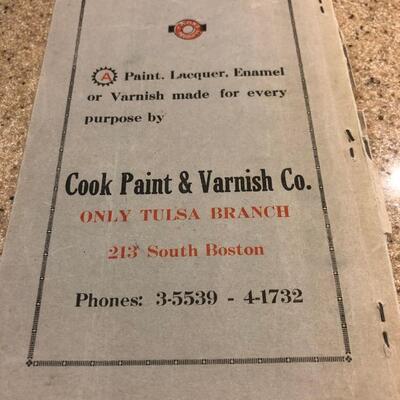 A Paint, Lacquer, Enamel
or Varnish made for every
purpose by
Cook Paint & Varnish Co.
ONLY TULSA BRANCH
213 South Boston
Phones: 3-5539 - 4-1732